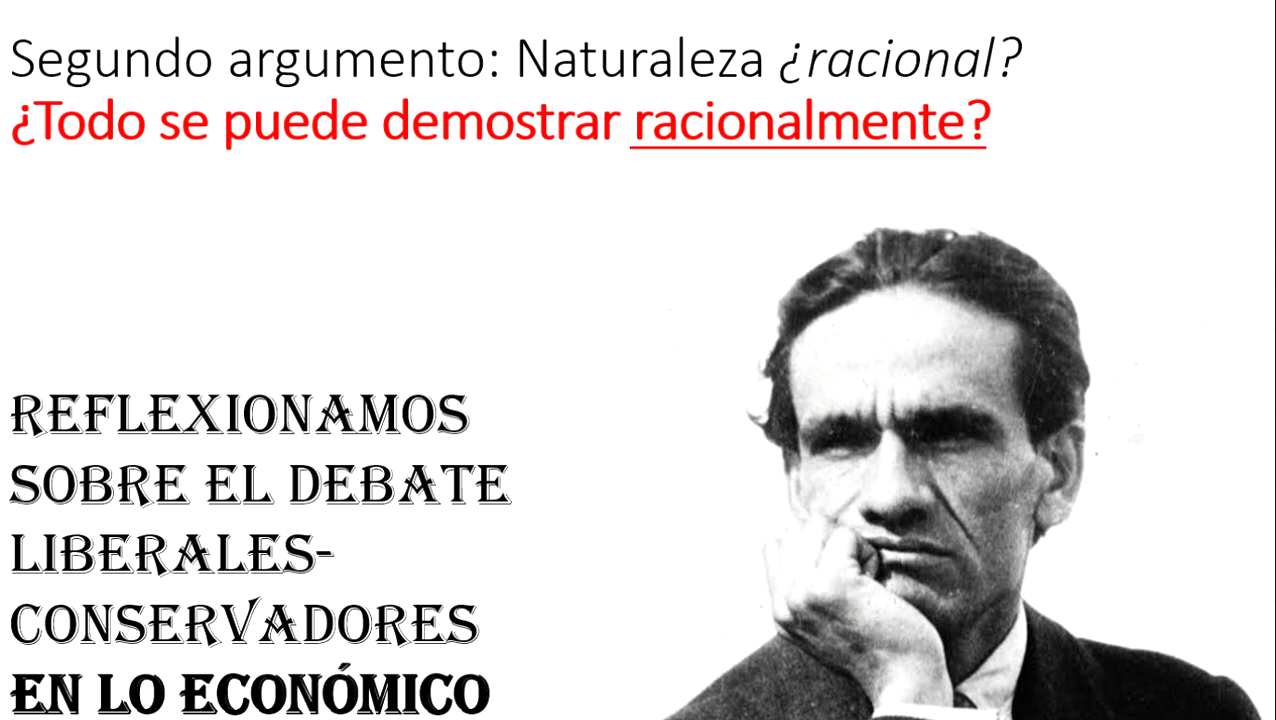 Segundo argumento: Naturaleza ¿racional?
¿Todo se puede demostrar racionalmente?
REFLEXIONAMOS
SOBRE EL DEBATE
LIBERALES-
CONSERVADORES
EN LO ECONÓMICO